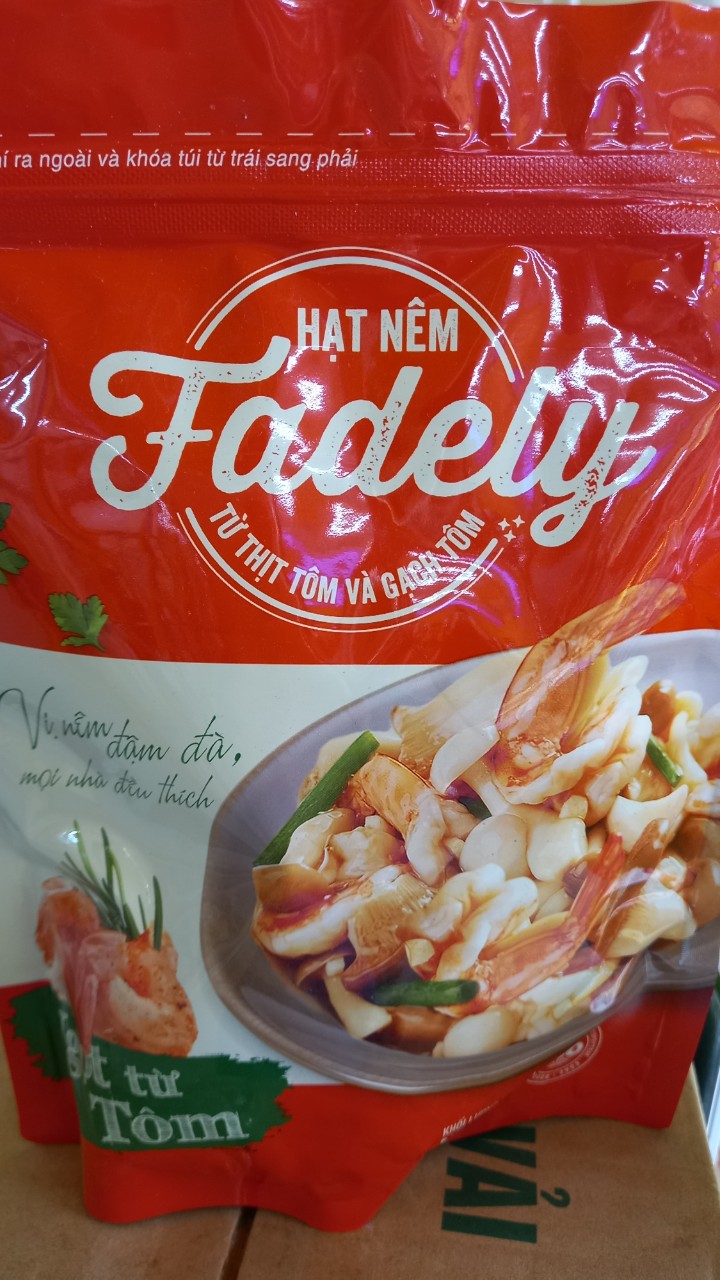 ra ngoài và khóa túi từ trái sang phải
HẠT NÊM
Fadely
TỪ THỊT TÔM VÀ GẠCH TÔM
Vị nêm
đậm đà,
mọi nhà đều thích
từ
Tôm
VẢI